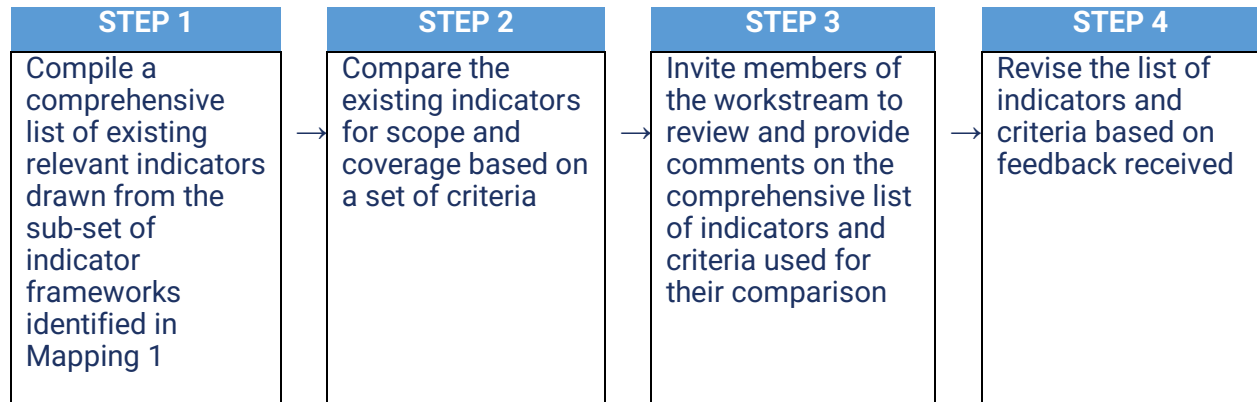 STEP 1
Compile a
comprehensive
list of existing
relevant indicators
drawn from the
sub-set of
indicator
frameworks
identified in
Mapping 1
→
STEP 2
Compare the
existing indicators
for scope and
coverage based on
a set of criteria
→
STEP 3
Invite members of
the workstream to
review and provide
comments on the
comprehensive list
of indicators and
criteria used for
their comparison
→
STEP 4
Revise the list of
indicators and
criteria based on
feedback received